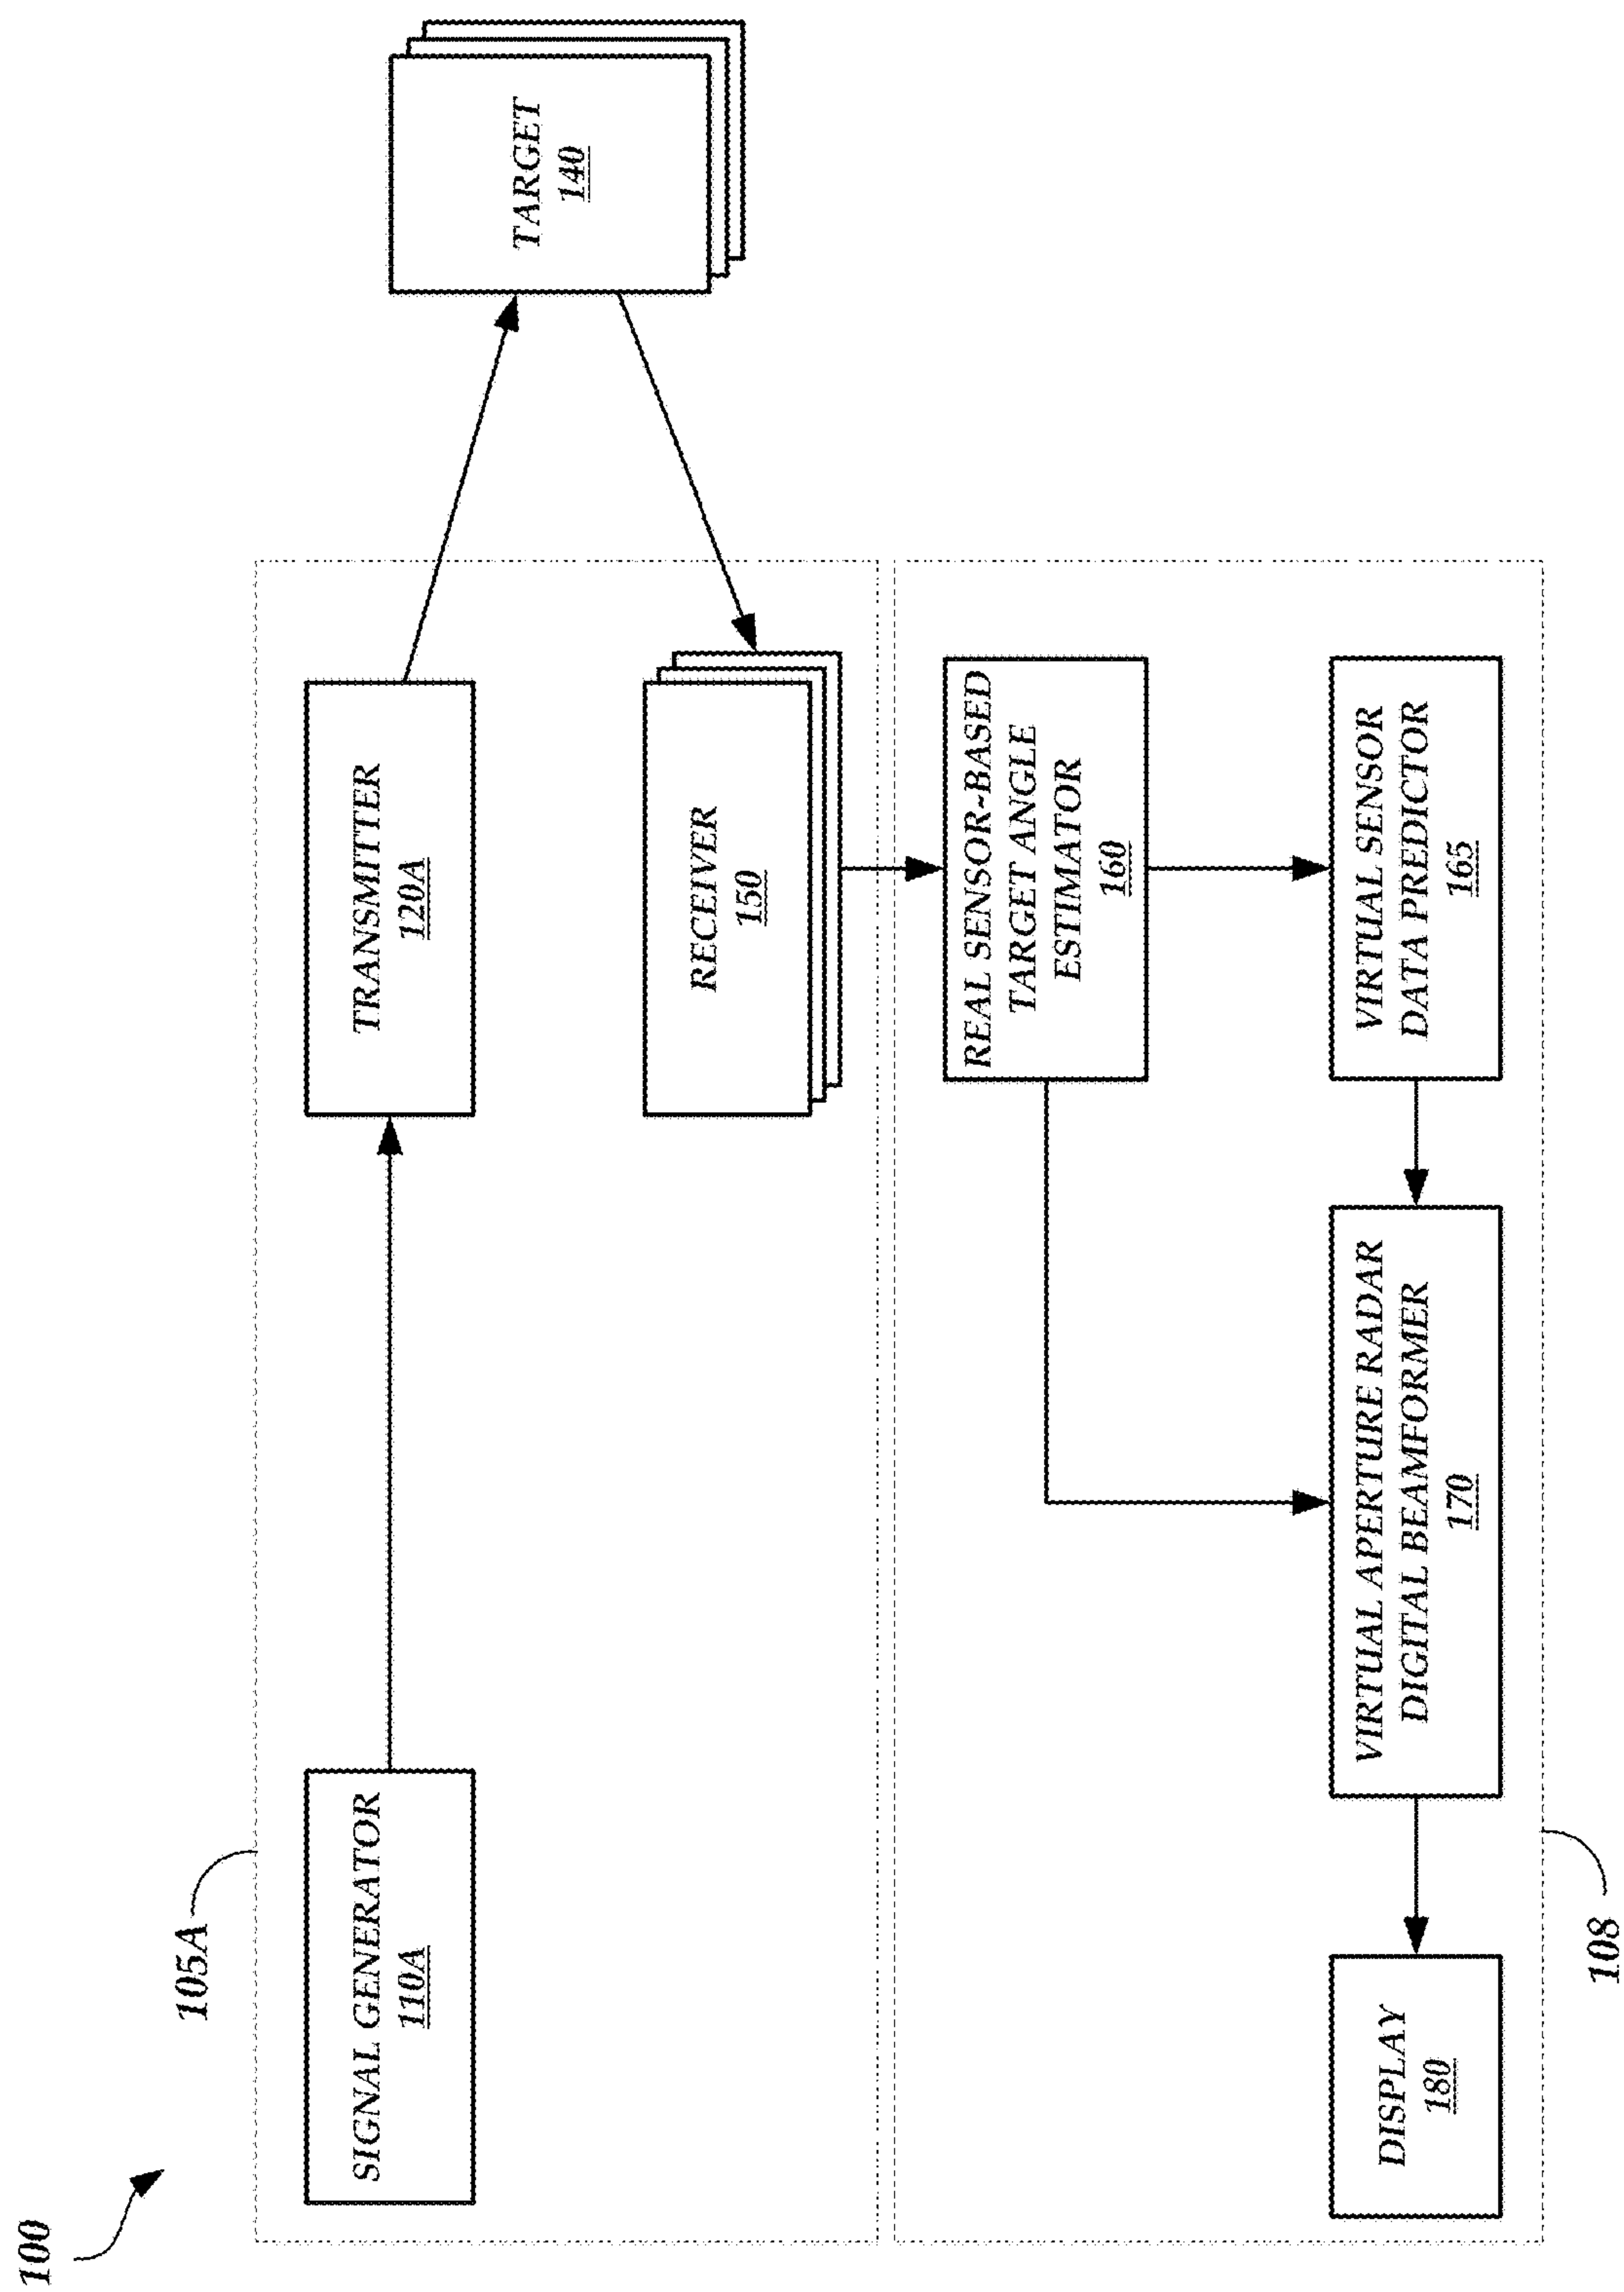 100
105A
SIGNAL GENERATOR
110A
TRANSMITTER
120A
TARGET
140
RECEIVER
150
REAL SENSOR-BASED
TARGET ANGLE
ESTIMATOR
160
DISPLAY
180
VIRTUAL APERTURE RADAR
DIGITAL BEAMFORMER
170
VIRTUAL SENSOR
DATA PREDICTOR
165
108